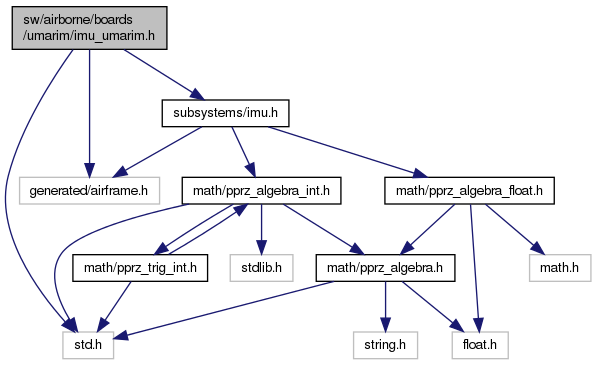 sw/airborne/boards
/umarim/imu_umarim.h
subsystems/imu.h
generated/airframe.h
math/pprz_algebra_int.h
math/pprz_algebra_float.h
math/pprz_trig_int.h
stdlib.h
math/pprz_algebra.h
math.h
std.h
string.h
float.h